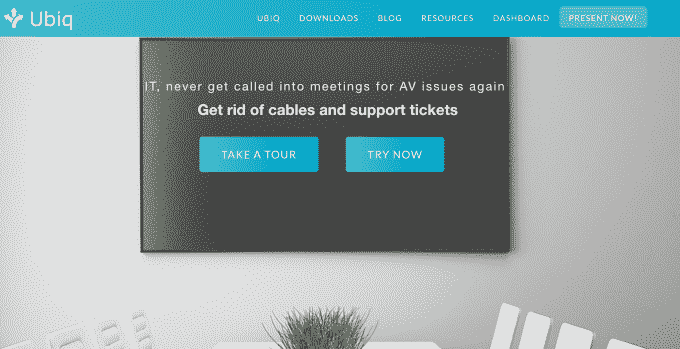 Ubiq
UBIQ DOWNLOADS BLOG RESOURCES DASHBOARD PRESENT NOW!
IT, never get called into meetings for AV issues again
Get rid of cables and support tickets
TAKE A TOUR TRY NOW